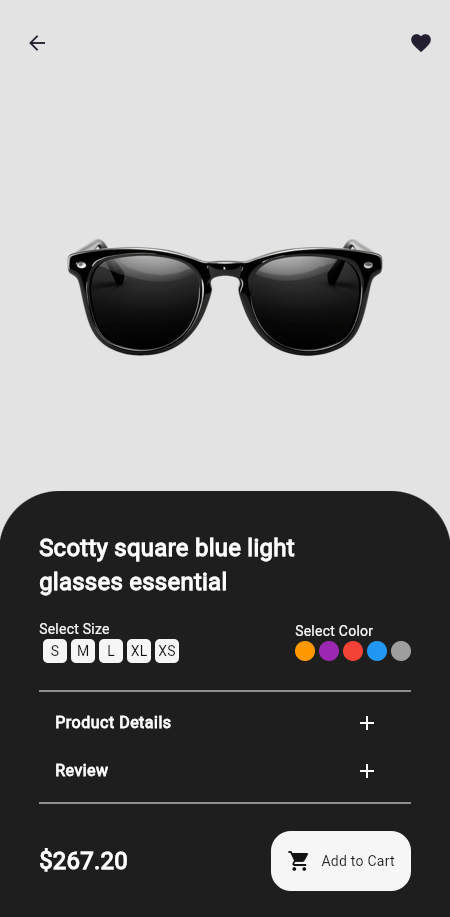 Scotty square blue light
glasses essential
Select Size
S M L XL XS
Select Color
Product Details
Review
$267.20
Add to Cart